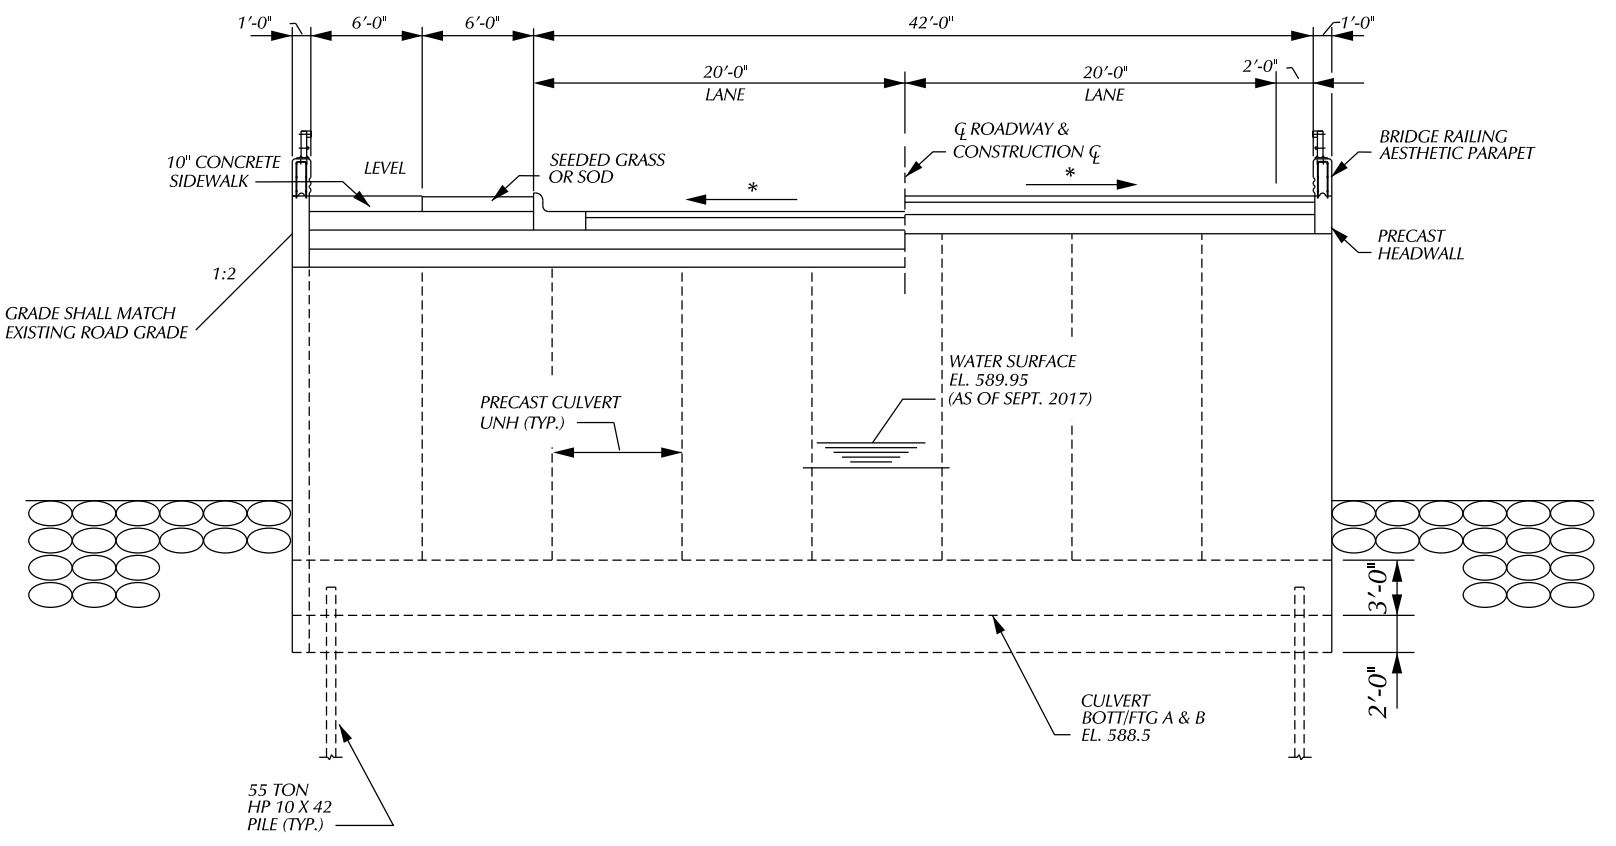 1'-0" 6'-0" 6'-0" 42'-0" 1'-0"
20'-0" 20'-0" 2'-0"
LANE LANE
℄ ROADWAY &
CONSTRUCTION ℄
BRIDGE RAILING
AESTHETIC PARAPET
10" CONCRETE
SIDEWALK
LEVEL
SEEDED GRASS
OR SOD
*
*
PRECAST
HEADWALL
1:2
GRADE SHALL MATCH
EXISTING ROAD GRADE
WATER SURFACE
EL. 589.95
(AS OF SEPT. 2017)
PRECAST CULVERT
UNH (TYP.)
3'-0"
2'-0"
CULVERT
BOTT/FTG A & B
EL. 588.5
55 TON
HP 10 X 42
PILE (TYP.)